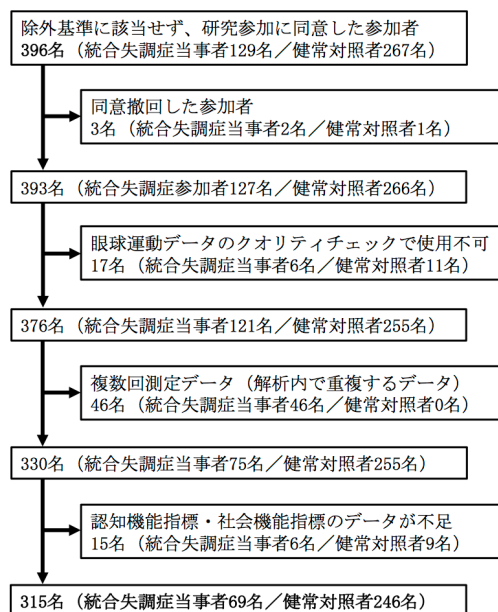 除外基準に該当せず、研究参加に同意した参加者
396名（統合失調症当事者129名／健常対照者267名）
同意撤回した参加者
3名（統合失調症当事者2名／健常対照者1名）
393名（統合失調症参加者127名／健常対照者266名）
眼球運動データのクオリティチェックで使用不可
17名（統合失調症当事者6名／健常対照者11名）
376名（統合失調症当事者121名／健常対照者255名）
複数回測定データ（解析内で重複するデータ）
46名（統合失調症当事者46名／健常対照者0名）
330名（統合失調症当事者75名／健常対照者255名）
認知機能指標・社会機能指標のデータが不足
15名（統合失調症当事者6名／健常対照者9名）
315名（統合失調症当事者69名／健常対照者246名）